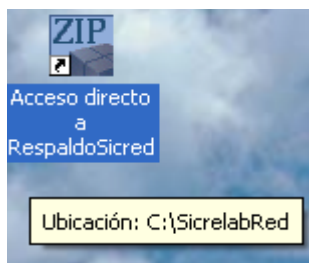 ZIP
Acceso directo
a
RespaldoSicred
Ubicación: C:\SicrelabRed